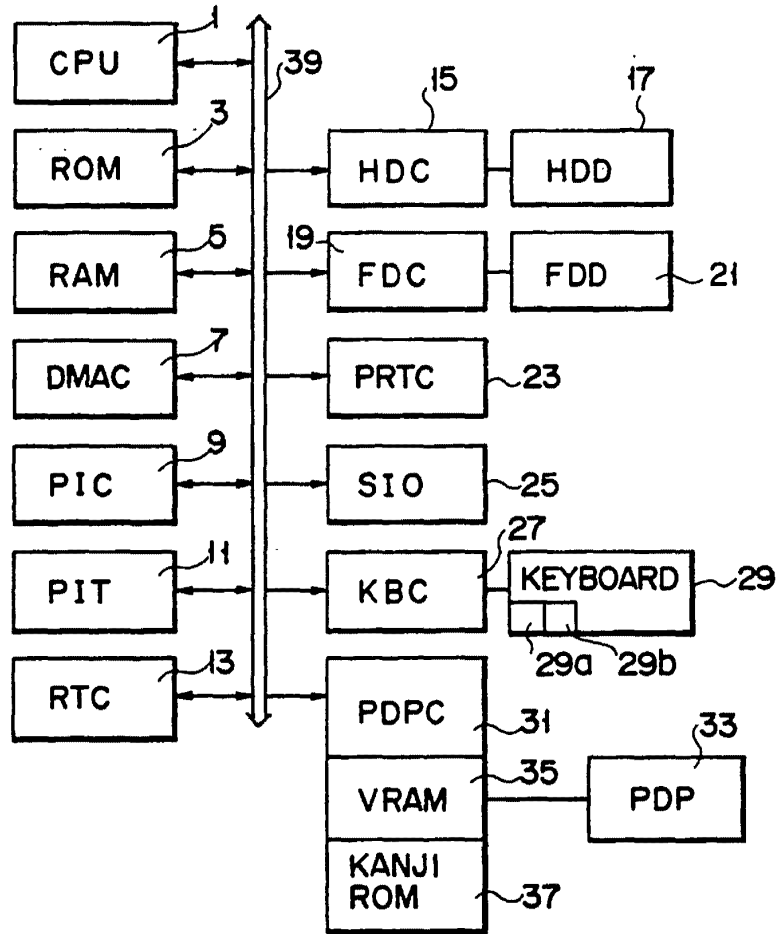 1
CPU
39
3
ROM
15
HDC
17
HDD
5
RAM
19
FDC
FDD
21
7
DMAC
PRTC
23
9
PIC
SIO
25
11
PIT
27
KBC
KEYBOARD
29
29a
29b
13
RTC
PDPC
31
33
35
VRAM
PDP
KANJI
ROM
37